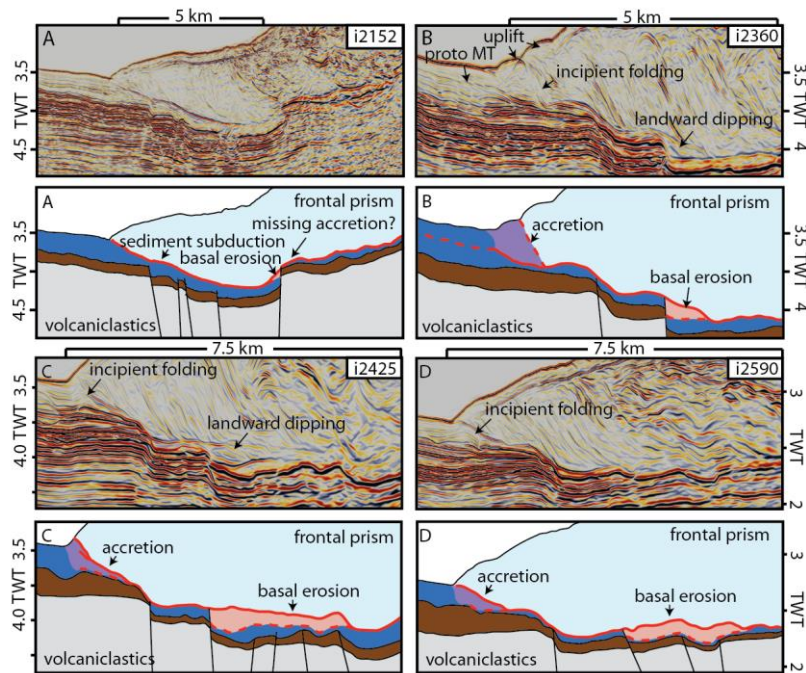 5 km
A
i2152
3.5
TWT
4.5
A
frontal prism
missing accretion?
sediment subduction
basal erosion
3.5
TWT
4.5
volcaniclastics
5 km
B
i2360
uplift
proto MT
incipient folding
landward dipping
3.5
TWT
4
B
frontal prism
accretion
basal erosion
3.5
TWT
4
volcaniclastics
7.5 km
i2425
incipient folding
C
landward dipping
3.5
4.0 TWT
C
frontal prism
accretion
basal erosion
3.5
4.0 TWT
volcaniclastics
7.5 km
D
i2590
incipient folding
3
TWT
2
D
frontal prism
accretion
basal erosion
3
TWT
2
volcaniclastics